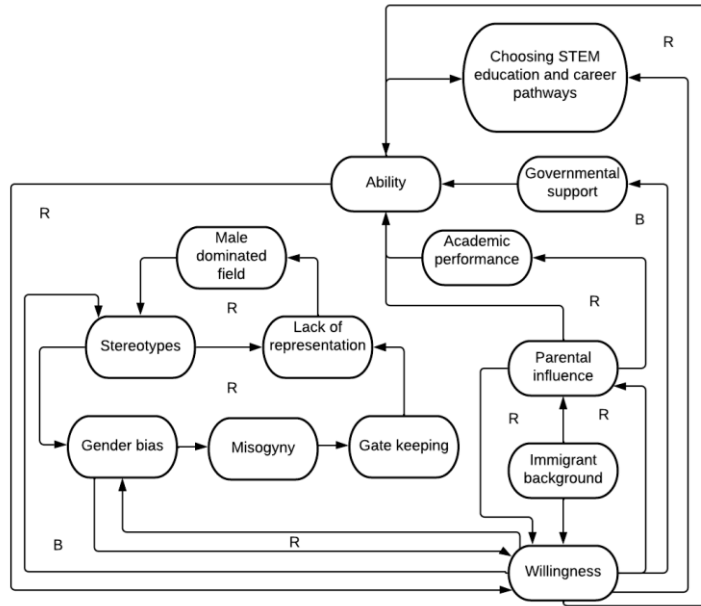 R
Choosing STEM
education and career
pathways
Ability
Governmental
support
R
B
Male
dominated
field
Academic
performance
R
R
Stereotypes
Lack of
representation
Parental
influence
R
R
R
Gender bias
Misogyny
Gate keeping
Immigrant
background
B
R
Willingness